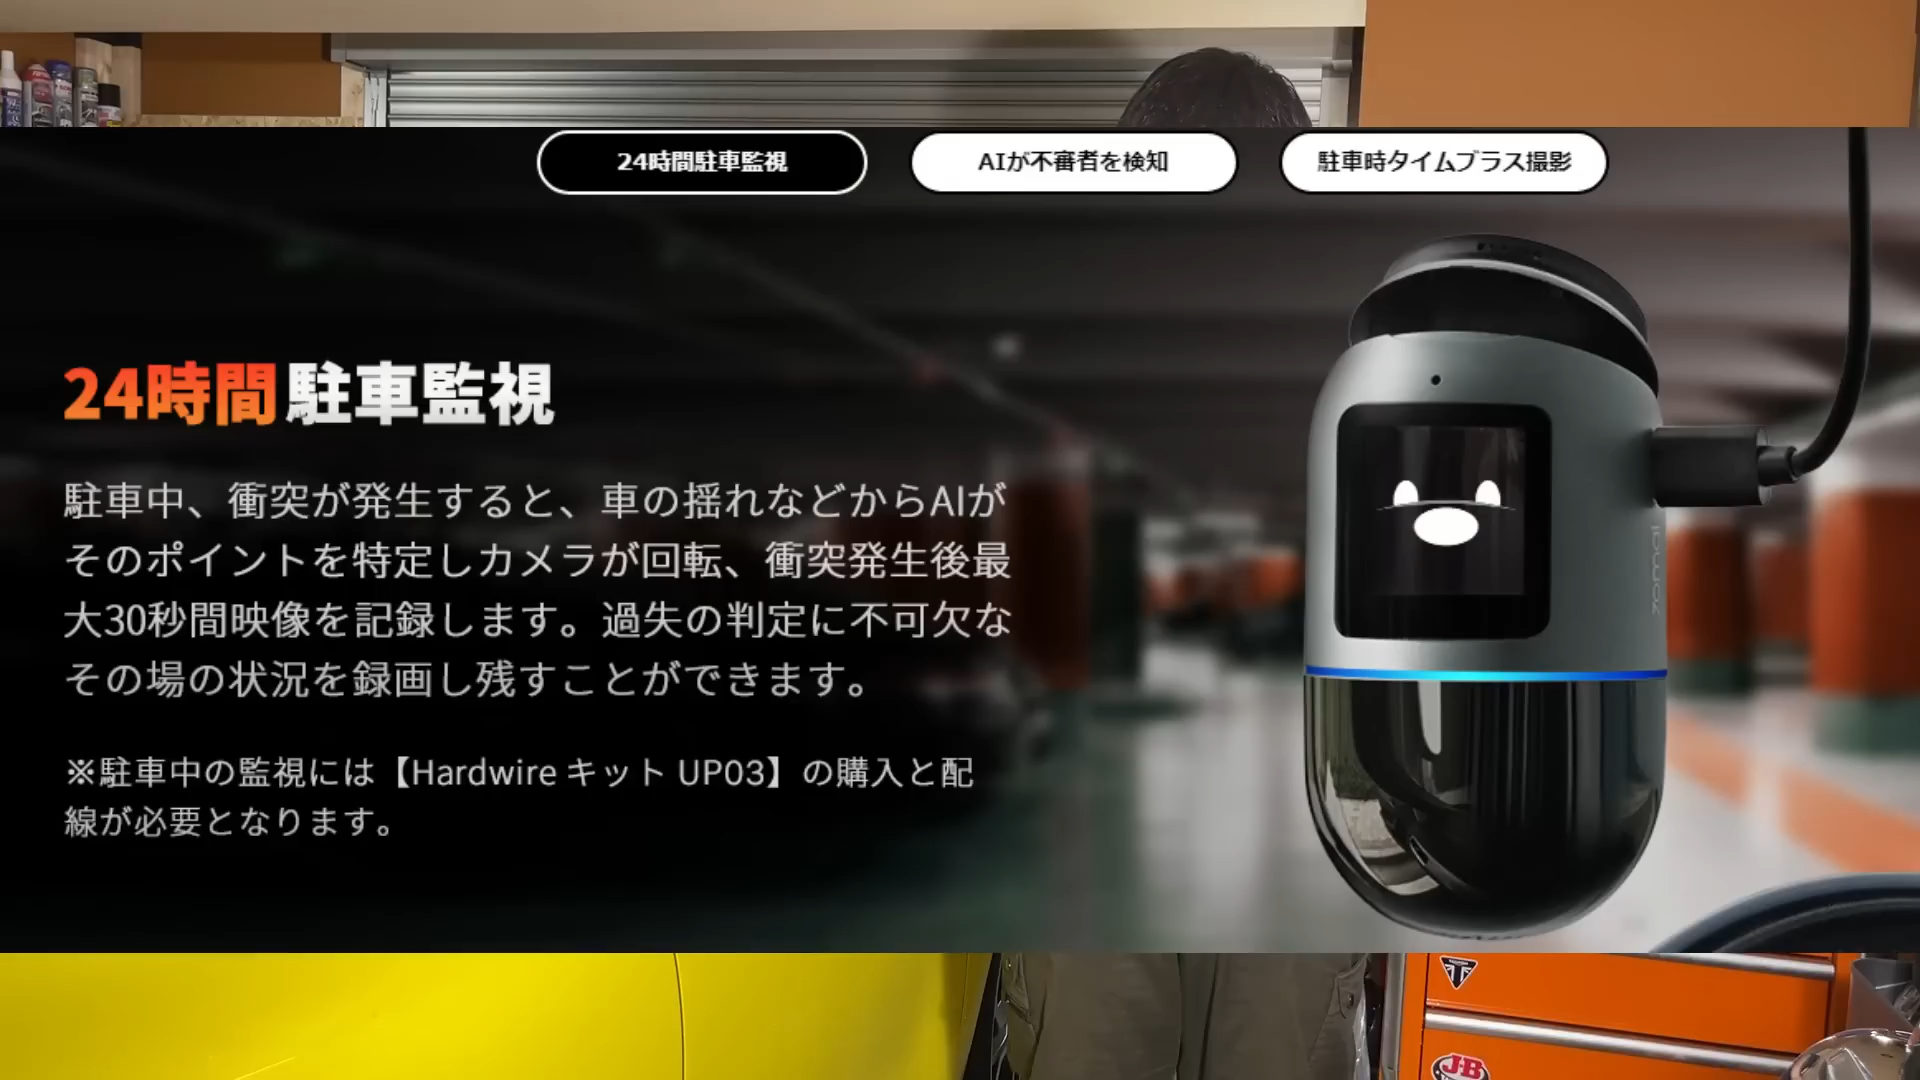 24時間駐車監視
AIが不審者を検知
駐車時タイムブラス撮影
24時間駐車監視
駐車中、衝突が発生すると、車の揺れなどからAIが
そのポイントを特定しカメラが回転、衝突発生後最
大30秒間映像を記録します。過失の判定に不可欠な
その場の状況を録画し残すことができます。
※駐車中の監視には【Hardwire キット UP03】の購入と配
線が必要となります。
70mai
JB